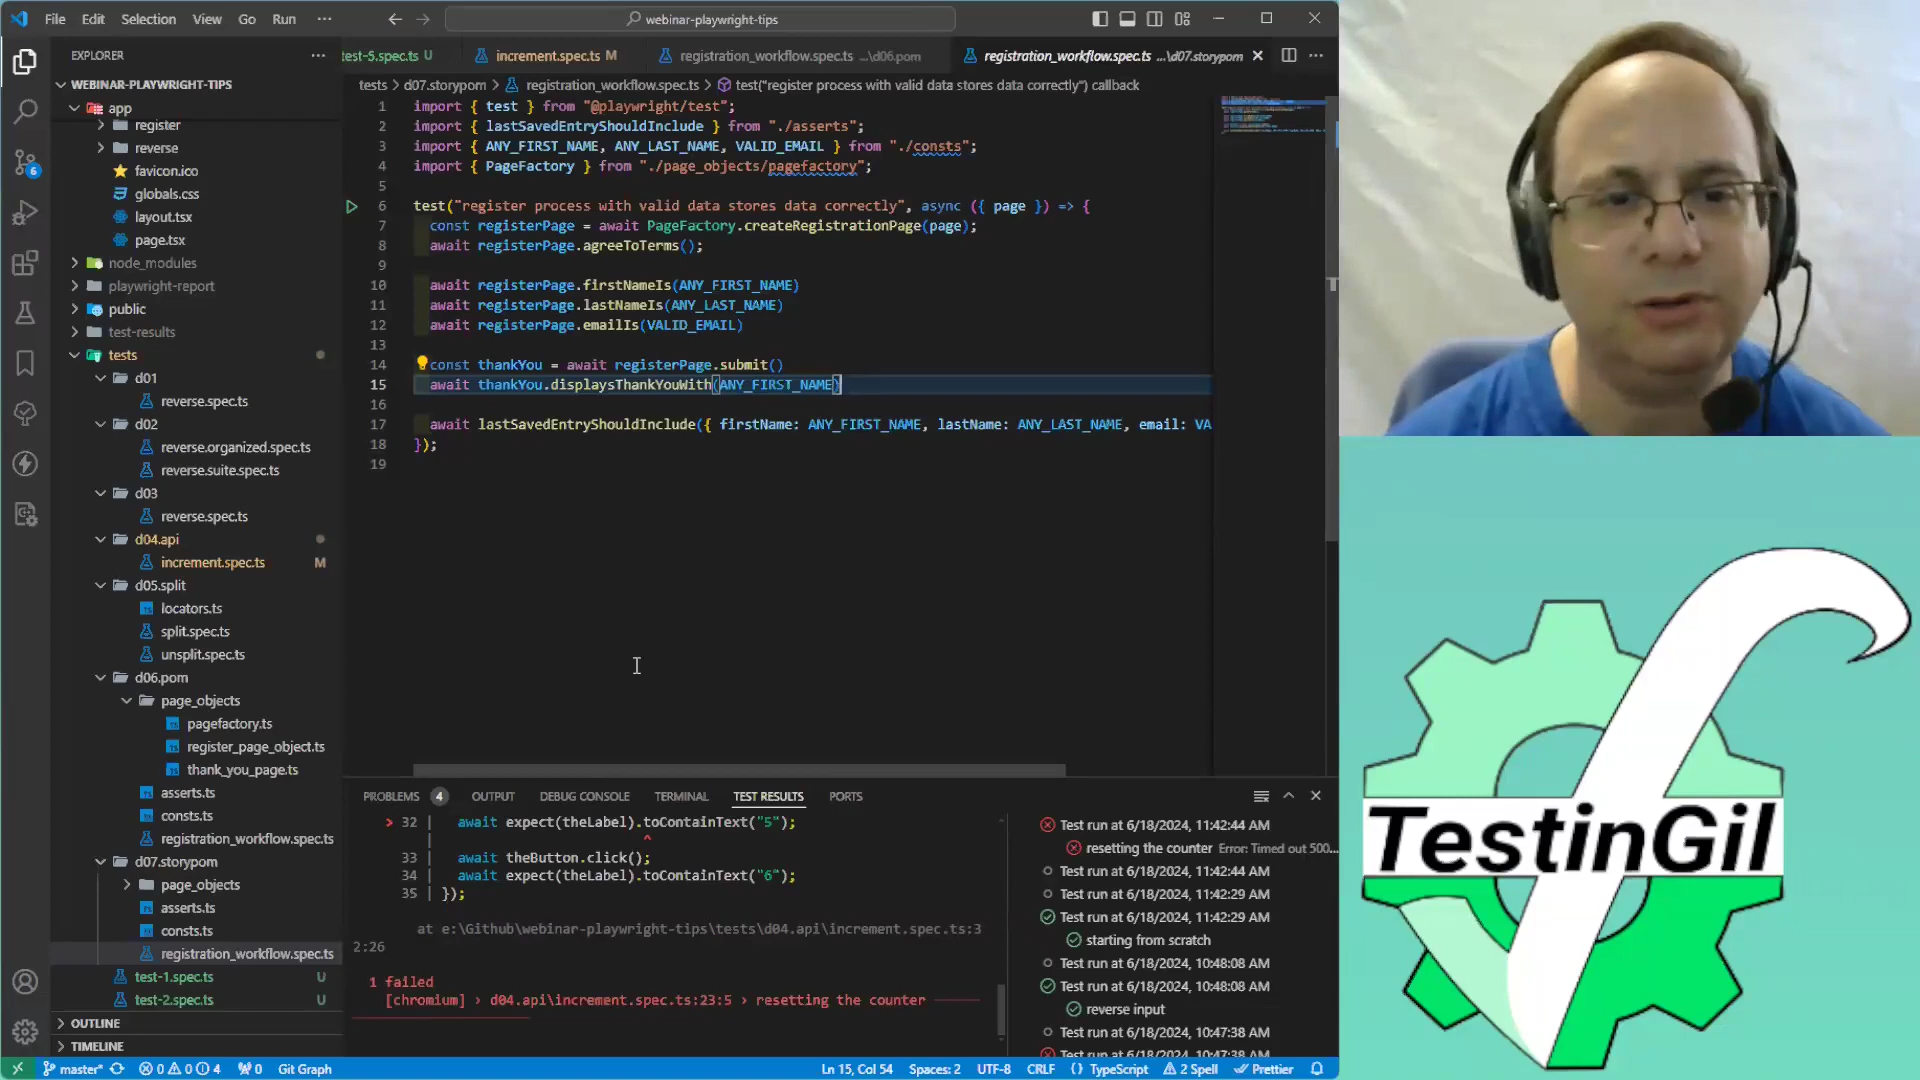 File Edit Selection View Go Run ···
webinar-playwright-tips
EXPLORER ···
WEBINAR-PLAYWRIGHT-TIPS
app
register
reverse
favicon.ico
globals.css
layout.tsx
page.tsx
node_modules
playwright-report
public
test-results
tests
d01
reverse.spec.ts
d02
reverse.organized.spec.ts
reverse.suite.spec.ts
d03
reverse.spec.ts
d04.api
increment.spec.ts M
d05.split
locators.ts
split.spec.ts
unsplit.spec.ts
d06.pom
page_objects
pagefactory.ts
register_page_object.ts
thank_you_page.ts
asserts.ts
consts.ts
registration_workflow.spec.ts
d07.storypom
page_objects
asserts.ts
consts.ts
registration_workflow.spec.ts
test-1.spec.ts U
test-2.spec.ts U
OUTLINE
TIMELINE
6
test-5.spec.ts U increment.spec.ts M registration_workflow.spec.ts ...\d06.pom registration_workflow.spec.ts ...\d07.storypom
tests > d07.storypom > registration_workflow.spec.ts > test("register process with valid data stores data correctly") callback
1 import { test } from "@playwright/test";
2 import { lastSavedEntryShouldInclude } from "./asserts";
3 import { ANY_FIRST_NAME, ANY_LAST_NAME, VALID_EMAIL } from "./consts";
4 import { PageFactory } from "./page_objects/pagefactory";
5
6 test("register process with valid data stores data correctly", async ({ page }) => {
7 const registerPage = await PageFactory.createRegistrationPage(page);
8 await registerPage.agreeToTerms();
9
10 await registerPage.firstNameIs(ANY_FIRST_NAME)
11 await registerPage.lastNameIs(ANY_LAST_NAME)
12 await registerPage.emailIs(VALID_EMAIL)
13
14 const thankYou = await registerPage.submit()
15 await thankYou.displaysThankYouWith(ANY_FIRST_NAME)
16
17 await lastSavedEntryShouldInclude({ firstName: ANY_FIRST_NAME, lastName: ANY_LAST_NAME, email: VA
18 });
19
PROBLEMS 4 OUTPUT DEBUG CONSOLE TERMINAL TEST RESULTS PORTS
> 32 | await expect(theLabel).toContainText("5");
| ^
33 | await theButton.click();
34 | await expect(theLabel).toContainText("6");
35 | });
at e:\Github\webinar-playwright-tips\tests\d04.api\increment.spec.ts:3
2:26
1 failed
[chromium] › d04.api\increment.spec.ts:23:5 › resetting the counter
Test run at 6/18/2024, 11:42:44 AM
resetting the counter Error: Timed out 500...
Test run at 6/18/2024, 11:42:44 AM
Test run at 6/18/2024, 11:42:29 AM
Test run at 6/18/2024, 11:42:29 AM
starting from scratch
Test run at 6/18/2024, 10:48:08 AM
Test run at 6/18/2024, 10:48:08 AM
reverse input
Test run at 6/18/2024, 10:47:38 AM
Test run at 6/18/2024, 10:47:38 AM
master* 0 0 4 0 Git Graph Ln 15, Col 54 Spaces: 2 UTF-8 CRLF {} TypeScript 2 Spell Prettier
TestinGil